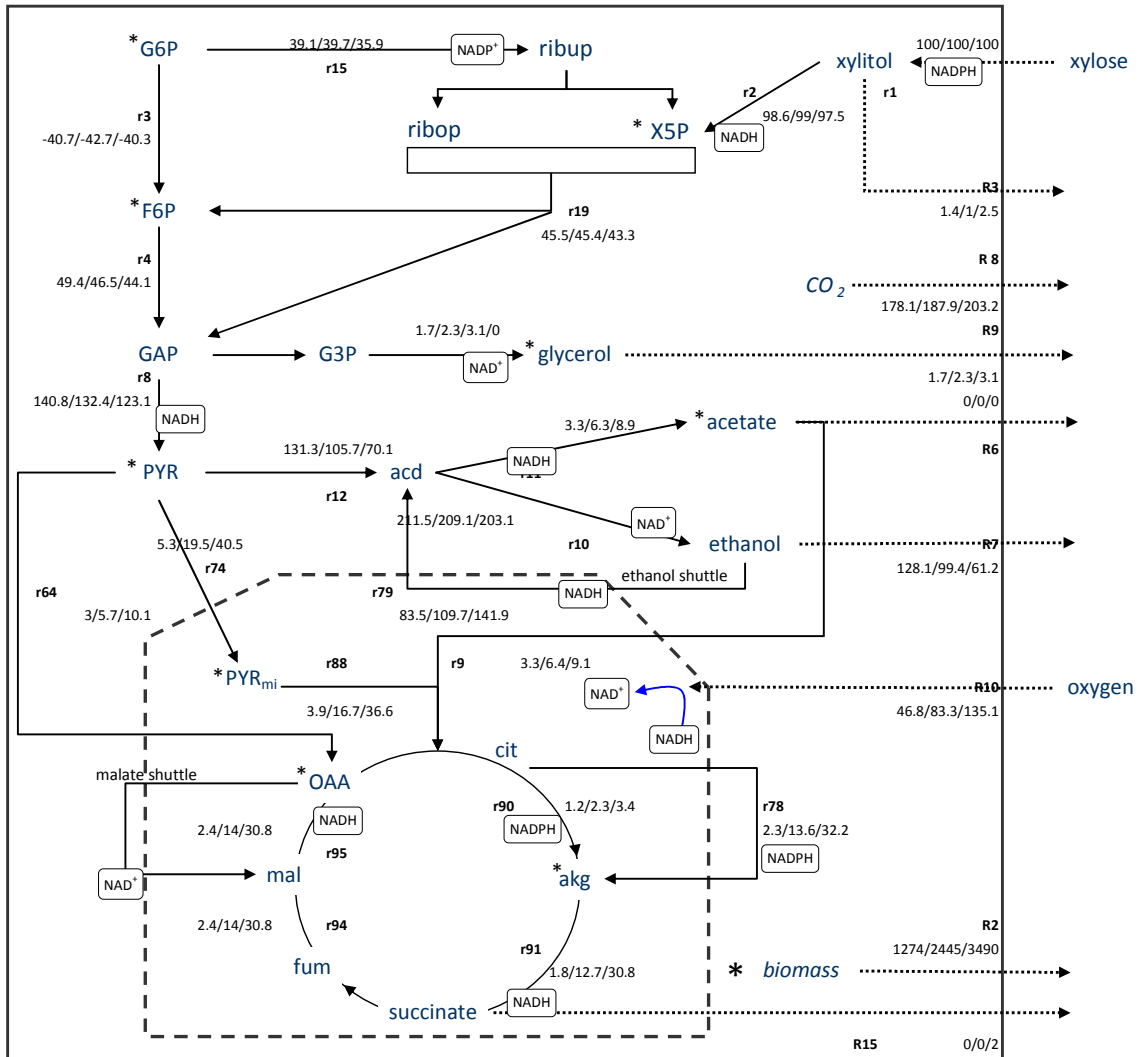 *G6P
39.1/39.7/35.9
r15
NADP+
ribup
xylitol
100/100/100
NADPH
xylose
r1
r2
98.6/99/97.5
NADH
r3
-40.7/-42.7/-40.3
ribop
* X5P
R3
1.4/1/2.5
*F6P
r19
45.5/45.4/43.3
r4
49.4/46.5/44.1
R 8
CO 2
178.1/187.9/203.2
1.7/2.3/3.1/0
R9
GAP
G3P
NAD+
*glycerol
r8
1.7/2.3/3.1
140.8/132.4/123.1
NADH
0/0/0
3.3/6.3/8.9
*acetate
131.3/105.7/70.1
R6
* PYR
acd
NADH
r11
r12
211.5/209.1/203.1
NAD+
5.3/19.5/40.5
r10
ethanol
R7
r74
128.1/99.4/61.2
ethanol shuttle
r64
r79
NADH
3/5.7/10.1
83.5/109.7/141.9
*PYRmi
r88
r9
3.3/6.4/9.1
NAD+
R10
oxygen
3.9/16.7/36.6
46.8/83.3/135.1
NADH
cit
malate shuttle
*OAA
r90
1.2/2.3/3.4
r78
NADH
NADPH
2.4/14/30.8
2.3/13.6/32.2
r95
NADPH
NAD+
mal
*akg
2.4/14/30.8
r94
R2
r91
1274/2445/3490
fum
1.8/12.7/30.8
* biomass
NADH
succinate
R15
0/0/2